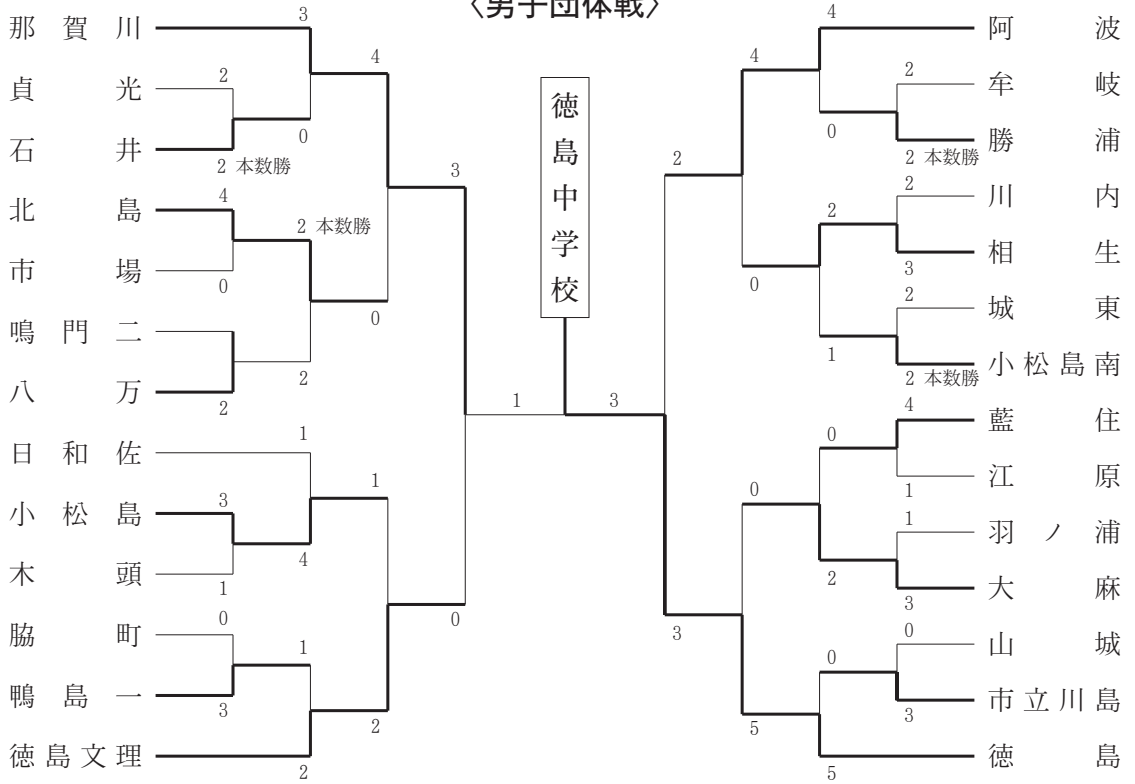 〈男子団体戦〉
那賀川
貞光
石井
北島
市場
鳴門二
八万
日和佐
小松島
木頭
脇町
鴨島一
徳島文理
3
2
0
2 本数勝
4
4
0
2 本数勝
0
2
2
3
1
3
1
4
1
0
3
1
2
2
0
1
徳島中学校
3
2
4
4
2
0
2 本数勝
2
3
2
0
2
1
2 本数勝
4
1
0
1
3
2
0
0
3
0
5
5
3
阿波
牟岐
勝浦
川内
相生
城東
小松島南
藍住
江原
羽ノ浦
大麻
山城
市立川島
徳島